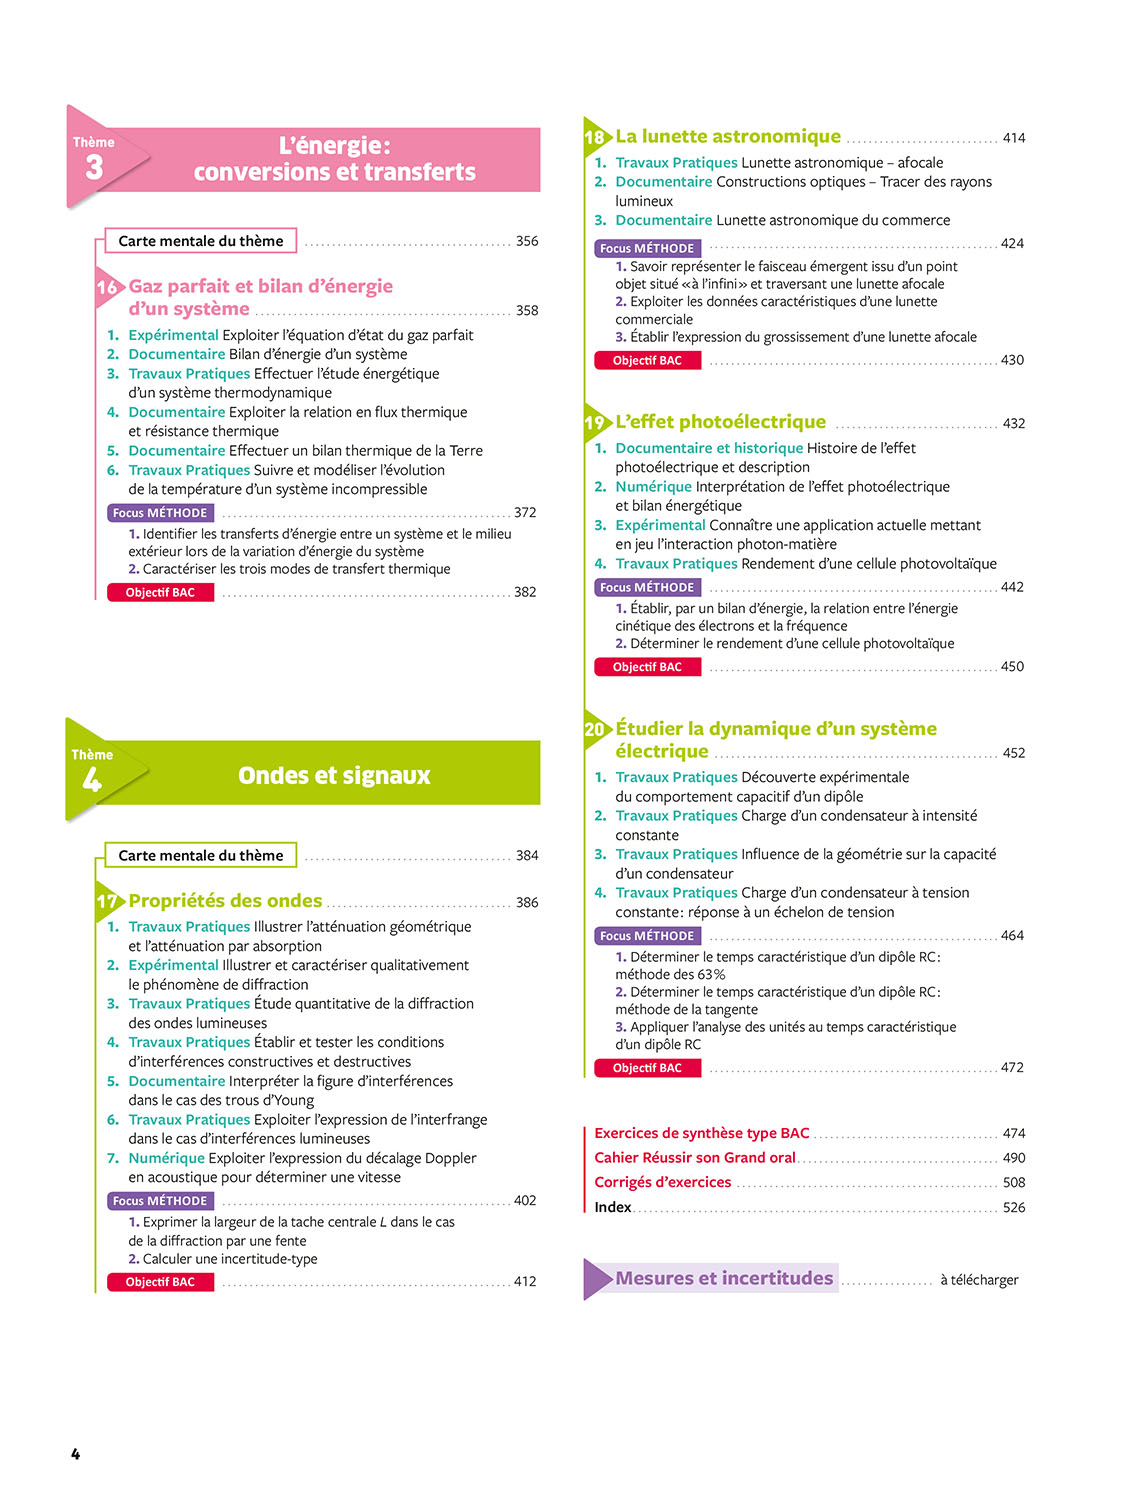 Thème
3
L'énergie :
conversions et transferts
Carte mentale du thème ........ 356
16 Gaz parfait et bilan d'énergie
d'un système ........ 358
1. Expérimental Exploiter l'équation d'état du gaz parfait
2. Documentaire Bilan d'énergie d'un système
3. Travaux Pratiques Effectuer l'étude énergétique
d'un système thermodynamique
4. Documentaire Exploiter la relation en flux thermique
et résistance thermique
5. Documentaire Effectuer un bilan thermique de la Terre
6. Travaux Pratiques Suivre et modéliser l'évolution
de la température d'un système incompressible
Focus MÉTHODE ........ 372
1. Identifier les transferts d'énergie entre un système et le milieu
extérieur lors de la variation d'énergie du système
2. Caractériser les trois modes de transfert thermique
Objectif BAC ........ 382
Thème
4
Ondes et signaux
Carte mentale du thème ........ 384
17 Propriétés des ondes ........ 386
1. Travaux Pratiques Illustrer l'atténuation géométrique
et l'atténuation par absorption
2. Expérimental Illustrer et caractériser qualitativement
le phénomène de diffraction
3. Travaux Pratiques Étude quantitative de la diffraction
des ondes lumineuses
4. Travaux Pratiques Établir et tester les conditions
d'interférences constructives et destructives
5. Documentaire Interpréter la figure d'interférences
dans le cas des trous d'Young
6. Travaux Pratiques Exploiter l'expression de l'interfrange
dans le cas d'interférences lumineuses
7. Numérique Exploiter l'expression du décalage Doppler
en acoustique pour déterminer une vitesse
Focus MÉTHODE ........ 402
1. Exprimer la largeur de la tache centrale L dans le cas
de la diffraction par une fente
2. Calculer une incertitude-type
Objectif BAC ........ 412
18 La lunette astronomique ........ 414
1. Travaux Pratiques Lunette astronomique – afocale
2. Documentaire Constructions optiques – Tracer des rayons
lumineux
3. Documentaire Lunette astronomique du commerce
Focus MÉTHODE ........ 424
1. Savoir représenter le faisceau émergent issu d'un point
objet situé « à l'infini » et traversant une lunette afocale
2. Exploiter les données caractéristiques d'une lunette
commerciale
3. Établir l'expression du grossissement d'une lunette afocale
Objectif BAC ........ 430
19 L'effet photoélectrique ........ 432
1. Documentaire et historique Histoire de l'effet
photoélectrique et description
2. Numérique Interprétation de l'effet photoélectrique
et bilan énergétique
3. Expérimental Connaître une application actuelle mettant
en jeu l'interaction photon-matière
4. Travaux Pratiques Rendement d'une cellule photovoltaïque
Focus MÉTHODE ........ 442
1. Établir, par un bilan d'énergie, la relation entre l'énergie
cinétique des électrons et la fréquence
2. Déterminer le rendement d'une cellule photovoltaïque
Objectif BAC ........ 450
20 Étudier la dynamique d'un système
électrique ........ 452
1. Travaux Pratiques Découverte expérimentale
du comportement capacitif d'un dipôle
2. Travaux Pratiques Charge d'un condensateur à intensité
constante
3. Travaux Pratiques Influence de la géométrie sur la capacité
d'un condensateur
4. Travaux Pratiques Charge d'un condensateur à tension
constante : réponse à un échelon de tension
Focus MÉTHODE ........ 464
1. Déterminer le temps caractéristique d'un dipôle RC :
méthode des 63 %
2. Déterminer le temps caractéristique d'un dipôle RC :
méthode de la tangente
3. Appliquer l'analyse des unités au temps caractéristique
d'un dipôle RC
Objectif BAC ........ 472
Exercices de synthèse type BAC ........ 474
Cahier Réussir son Grand oral ........ 490
Corrigés d'exercices ........ 508
Index ........ 526
Mesures et incertitudes ........ à télécharger
4